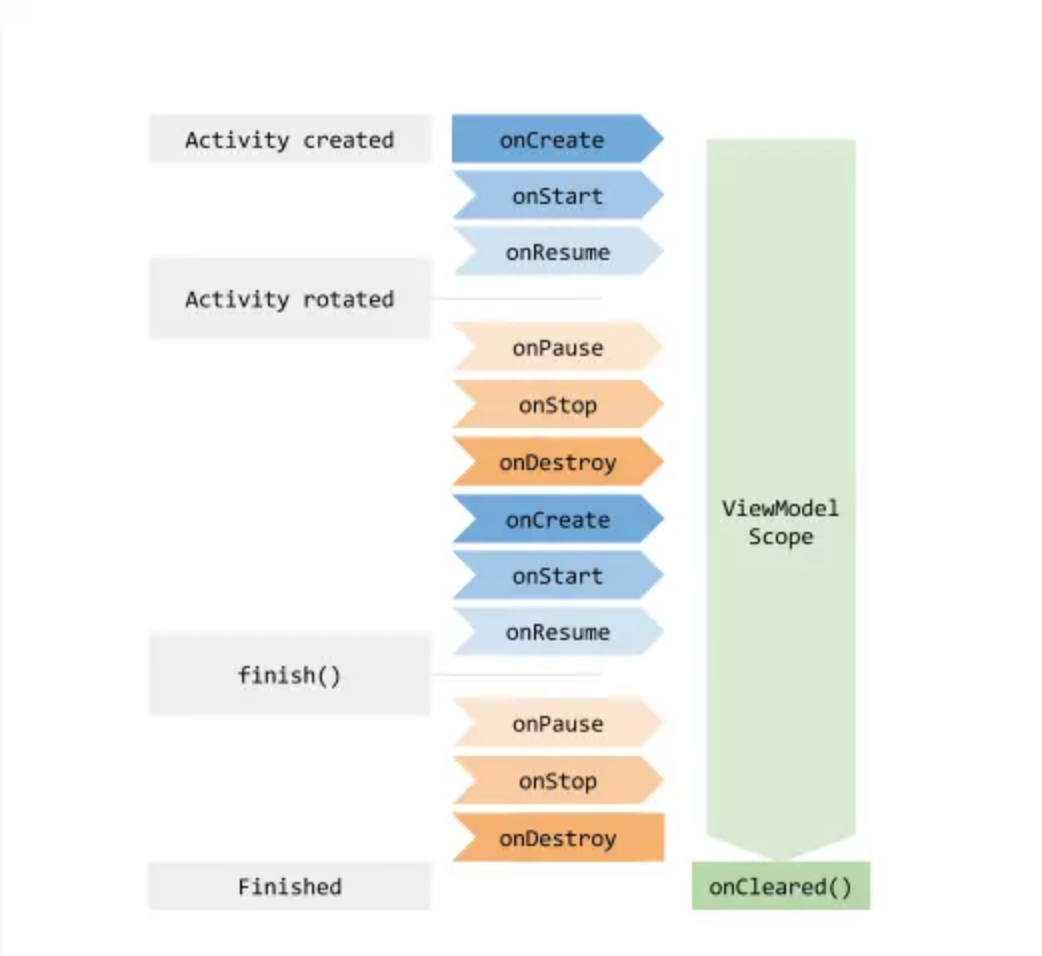 Activity created
onCreate
onStart
onResume
Activity rotated
onPause
onStop
onDestroy
onCreate
onStart
onResume
finish()
onPause
onStop
onDestroy
Finished
ViewModel
Scope
onCleared()